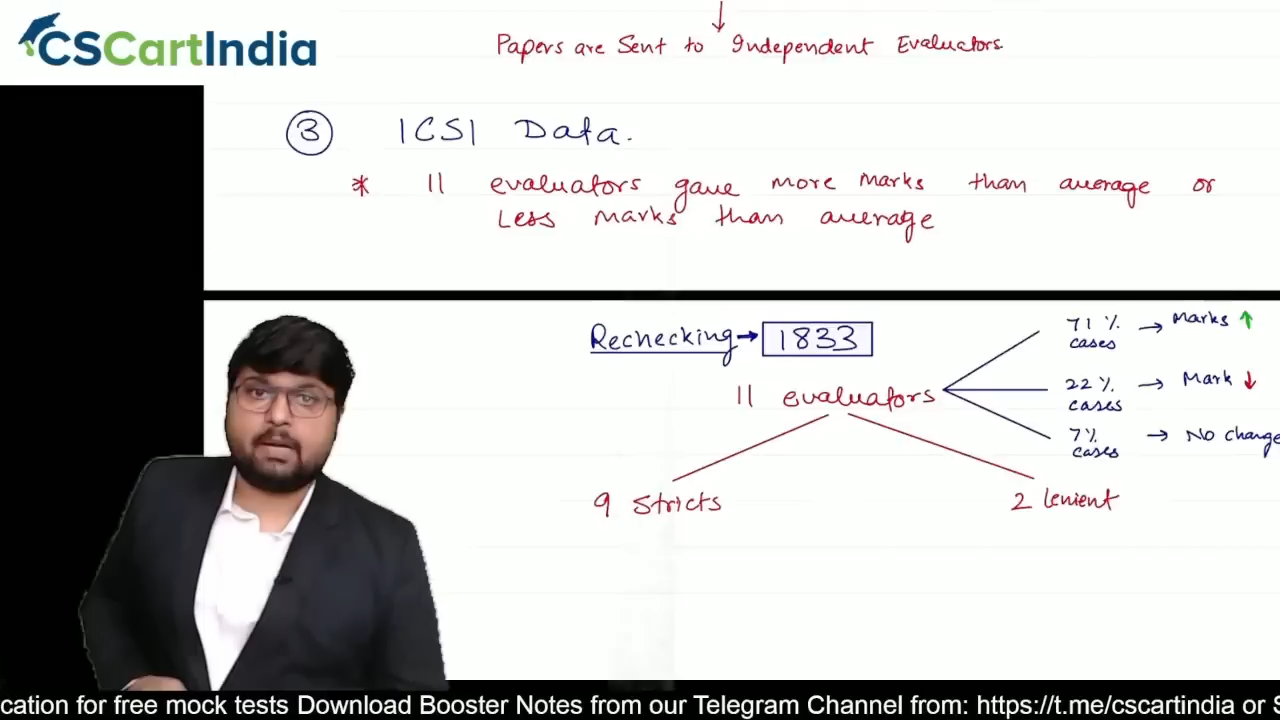 CSCartIndia
Papers are Sent to Independent Evaluators
3 ICSI Data.
* 11 evaluators gave more marks than average or
Less marks than average
Rechecking → 1833
11 evaluators
71 % cases → Marks ↑
22 % cases → Mark ↓
7 % cases → No change
9 Stricts
2 lenient
cation for free mock tests Download Booster Notes from our Telegram Channel from: https://t.me/cscartindia or S